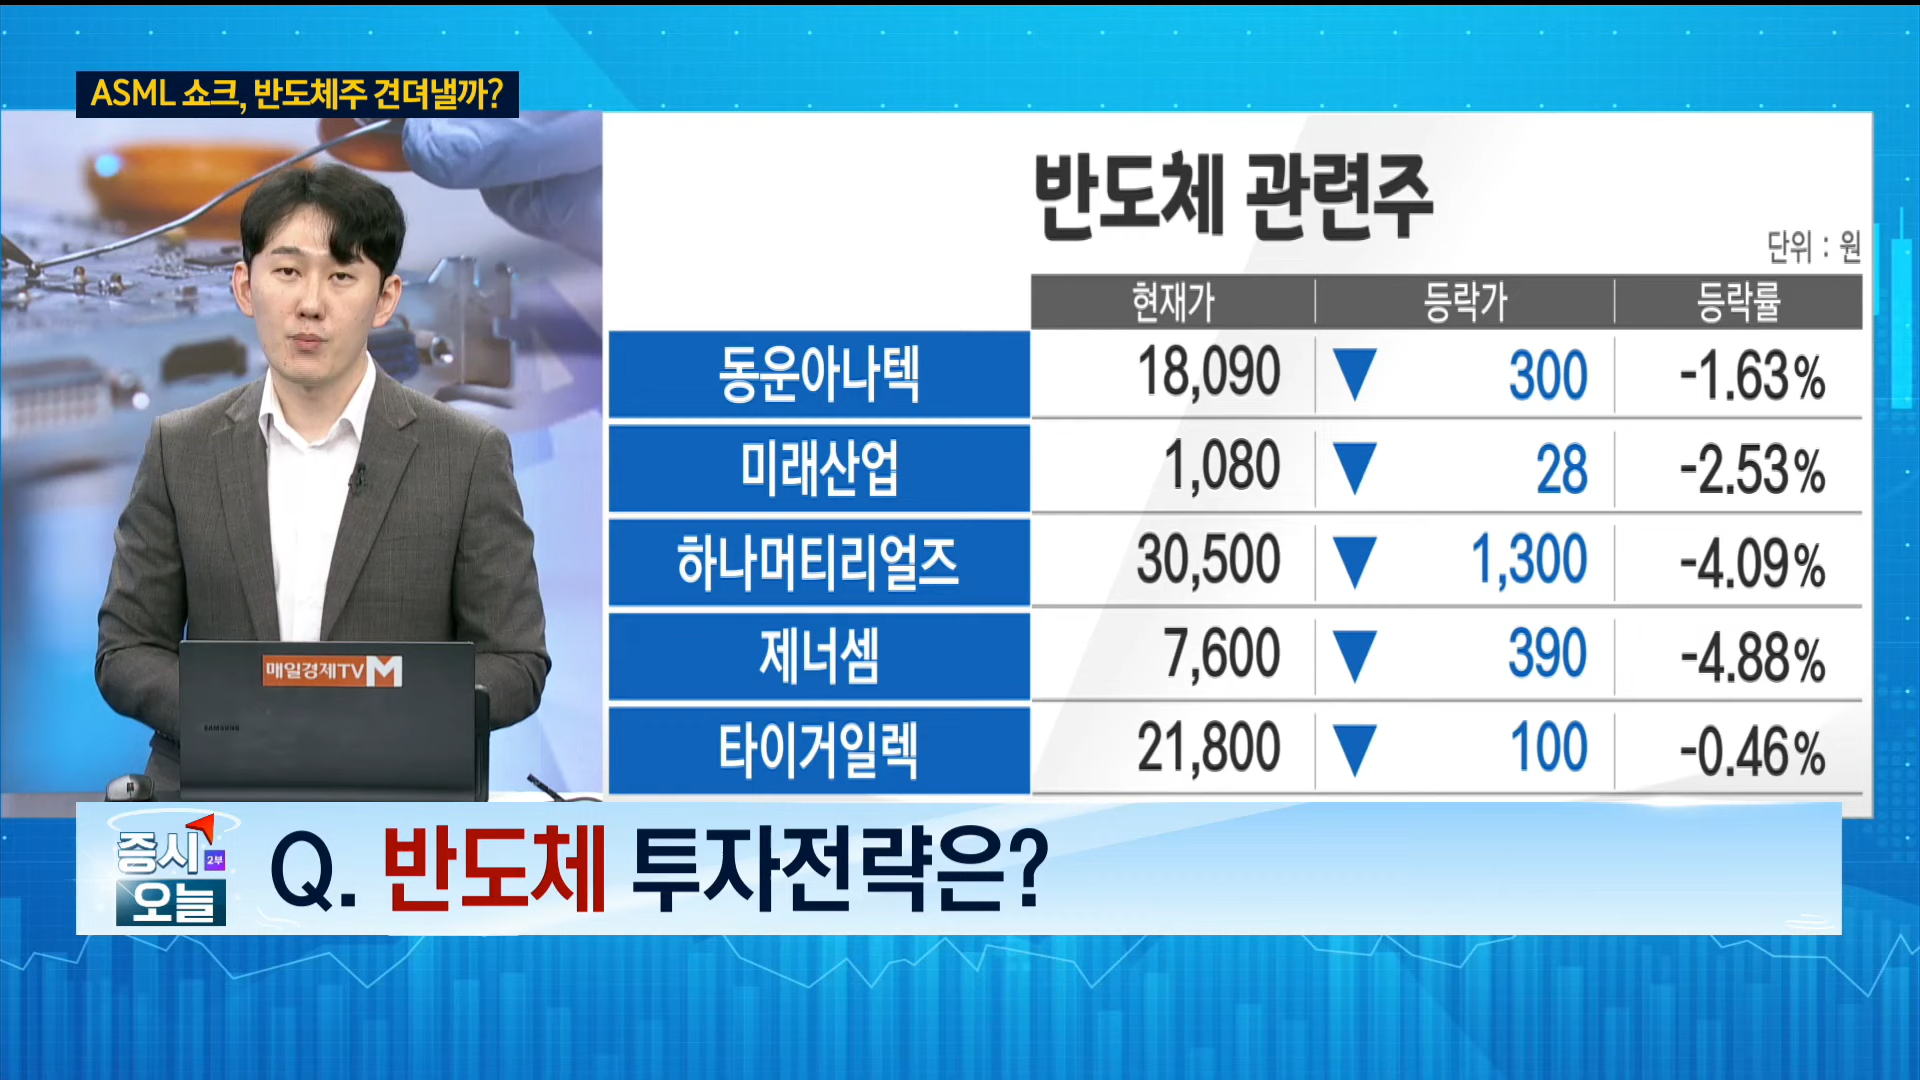 ASML 쇼크, 반도체주 견뎌낼까?
반도체 관련주
단위 : 원
현재가 등락가 등락률
동운아나텍 18,090 ▼ 300 -1.63%
미래산업 1,080 ▼ 28 -2.53%
하나머티리얼즈 30,500 ▼ 1,300 -4.09%
제너셈 7,600 ▼ 390 -4.88%
타이거일렉 21,800 ▼ 100 -0.46%
매일경제TV M
SAMSUNG
증시 2부
오늘
Q. 반도체 투자전략은?